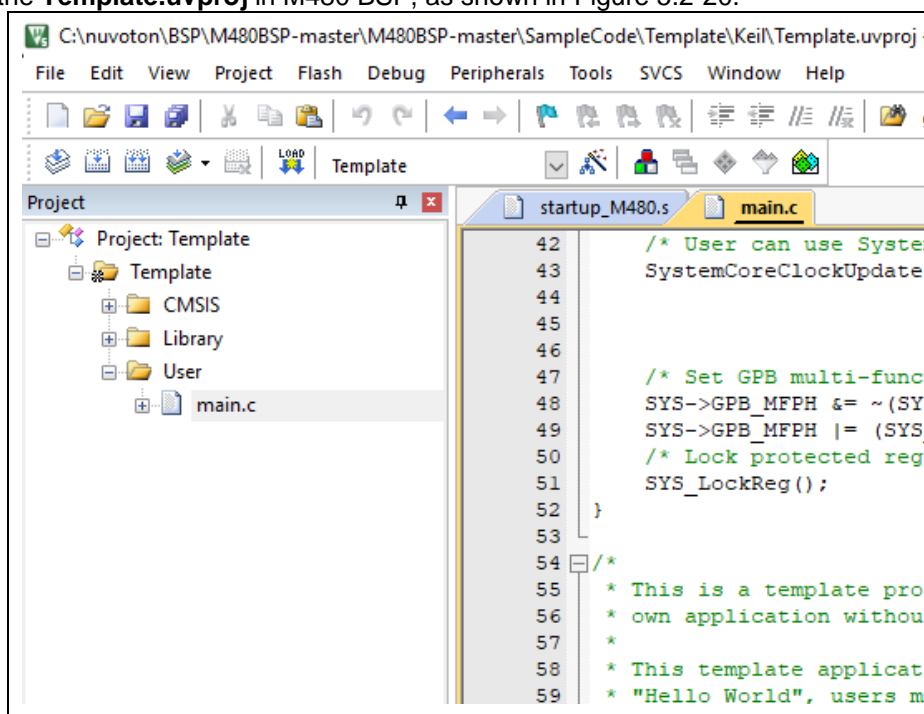 the Template.uvproj in M480 BSP, as shown in Figure 3.2-20.
C:\nuvoton\BSP\M480BSP-master\M480BSP-master\SampleCode\Template\Keil\Template.uvproj -
File Edit View Project Flash Debug Peripherals Tools SVCS Window Help
LOAD Template
Project
startup_M480.s main.c
Project: Template
Template
CMSIS
Library
User
main.c
42 /* User can use System
43 SystemCoreClockUpdate
44
45
46
47 /* Set GPB multi-func
48 SYS->GPB_MFPH &= ~(SY
49 SYS->GPB_MFPH |= (SYS
50 /* Lock protected reg
51 SYS_LockReg();
52 }
53
54 /*
55 * This is a template pro
56 * own application withou
57 *
58 * This template applicat
59 * "Hello World", users m